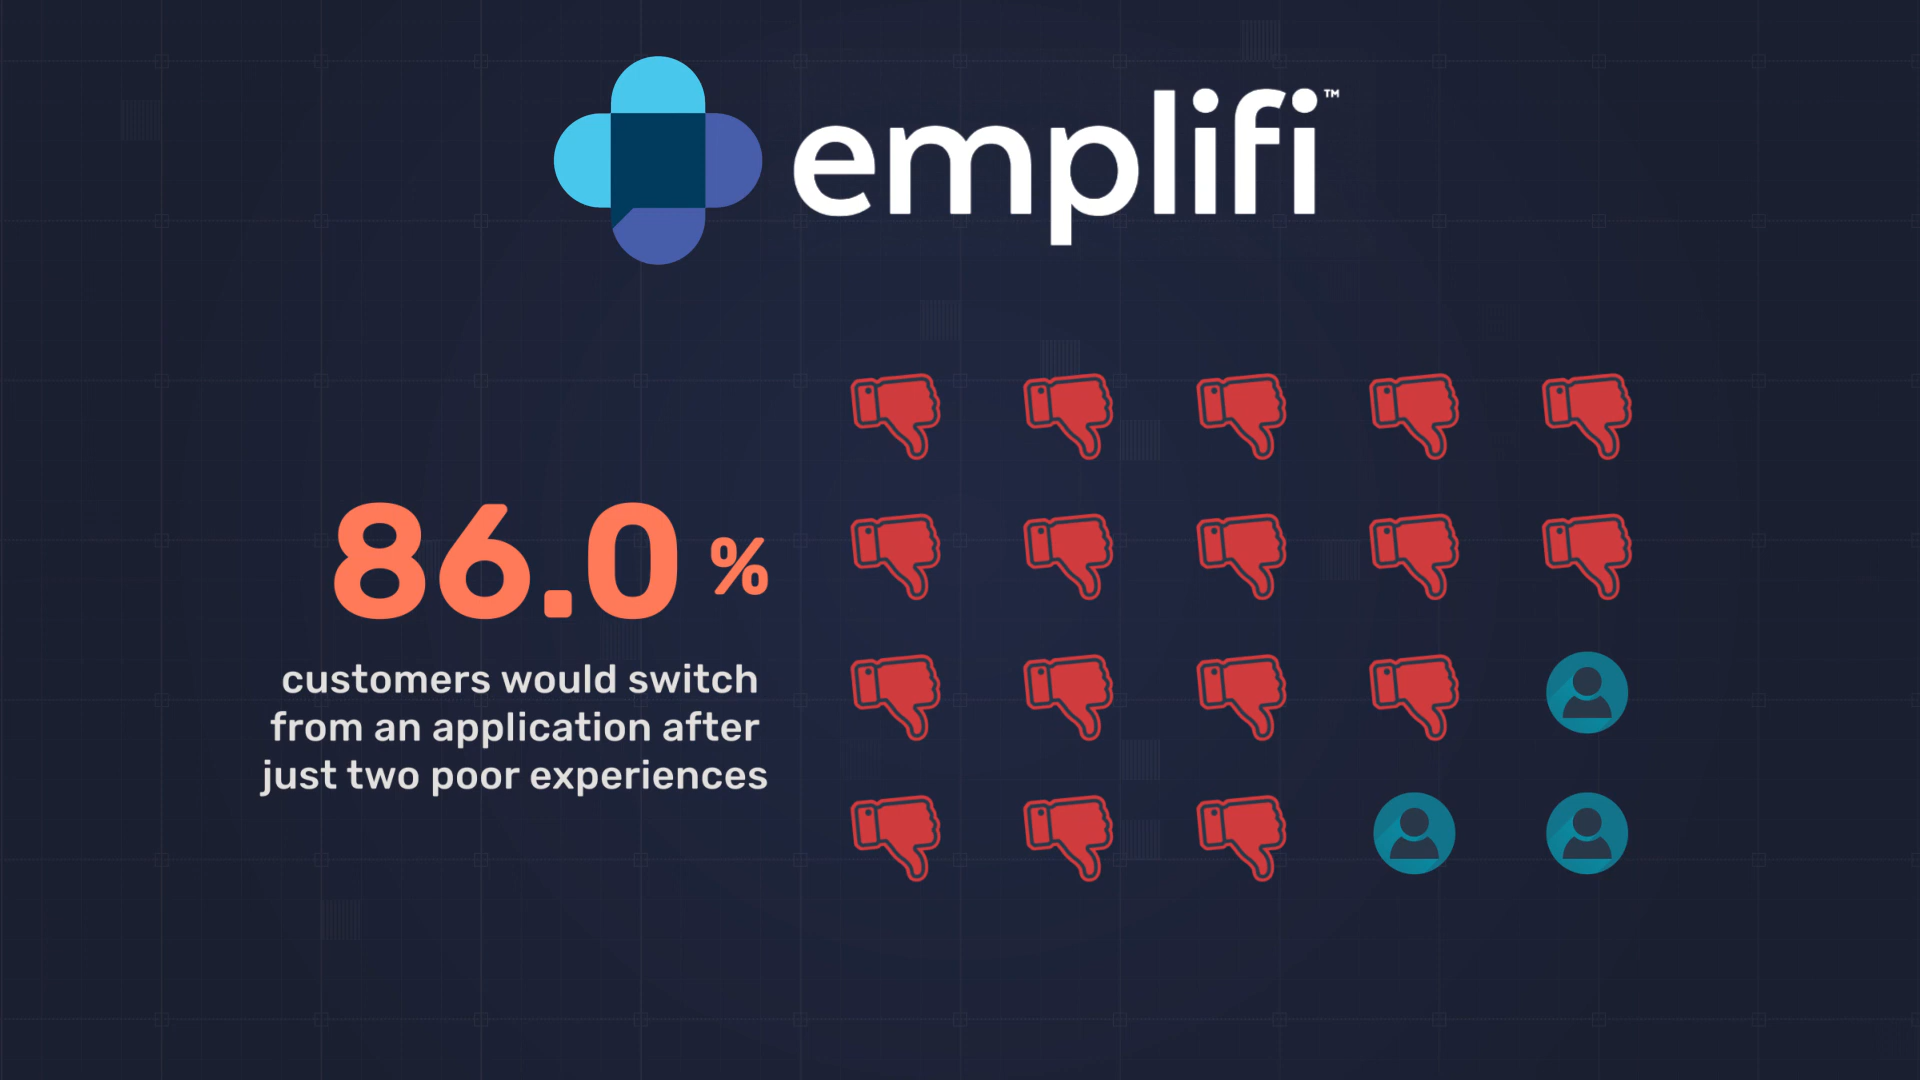 emplifi™
86.0 %
customers would switch
from an application after
just two poor experiences